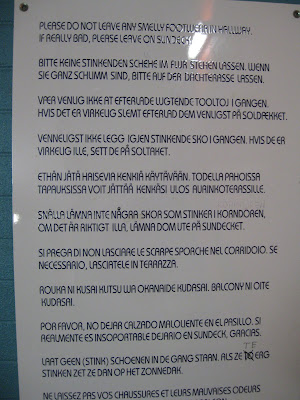 PLEASE DO NOT LEAVE ANY SMELLY FOOTWEAR IN HALLWAY.
IF REALLY BAD, PLEASE LEAVE ON SUNDECK.
BITTE KEINE STINKENDEN SCHEHE IM FLUR STEHEN LASSEN. WENN
SIE GANZ SCHLIMM SIND, BITTE AUF DER DACHTERASSE LASSEN.
VAER VENLIG IKKE AT EFTERLADE LUGTENDE TOOLTOJ I GANGEN.
HVIS DET ER VIRKELIG SLEMT EFTERLAD DEM VENLIGST PA SOLDAEKKET.
VENNELIGST IKKE LEGG IGJEN STINKENDE SKO I GANGEN. HVIS DE ER
VIRKELIG ILLE, SETT DE PA SOLTAKET.
ETHÄN JÄTÄ HAISEVIA KENKIÄ KÄYTÄVÄÄN. TODELLA PAHOISSA
TAPAUKSISSA VOIT JÄTTÄÄ KENKÄSI ULOS AURINKOTERASSILLE.
SNÄLLA LÄMNA INTE NÅGRA SKOR SOM STINKER I KORRIDOREN,
OM DET ÄR RIKTIGT ILLA, LÄMNA DOM UTE PÅ SUNDECKET.
SI PREGA DI NON LASCIARE LE SCARPE SPORCHE NEL CORRIDOIO. SE
NECESSARIO, LASCIATELE IN TERRAZZA.
ROUKA NI KUSAI KUTSU WA OKANAIDE KUDASAI. BALCONY NI OITE
KUDASAI.
POR FAVOR, NO DEJAR CALZADO MALOLIENTE EN EL PASILLO. SI
REALMENTE ES INSOPORTABLE DEJARLO EN SUNDECK, GRACIAS.
LAAT GEEN (STINK) SCHOENEN IN DE GANG STAAN. ALS ZE TE ERG
STINKEN ZET ZE DAN OP HET ZONNEDAK.
NE LAISSEZ PAS VOS CHAUSSURES ET LEURS MAUVAISES ODEURS